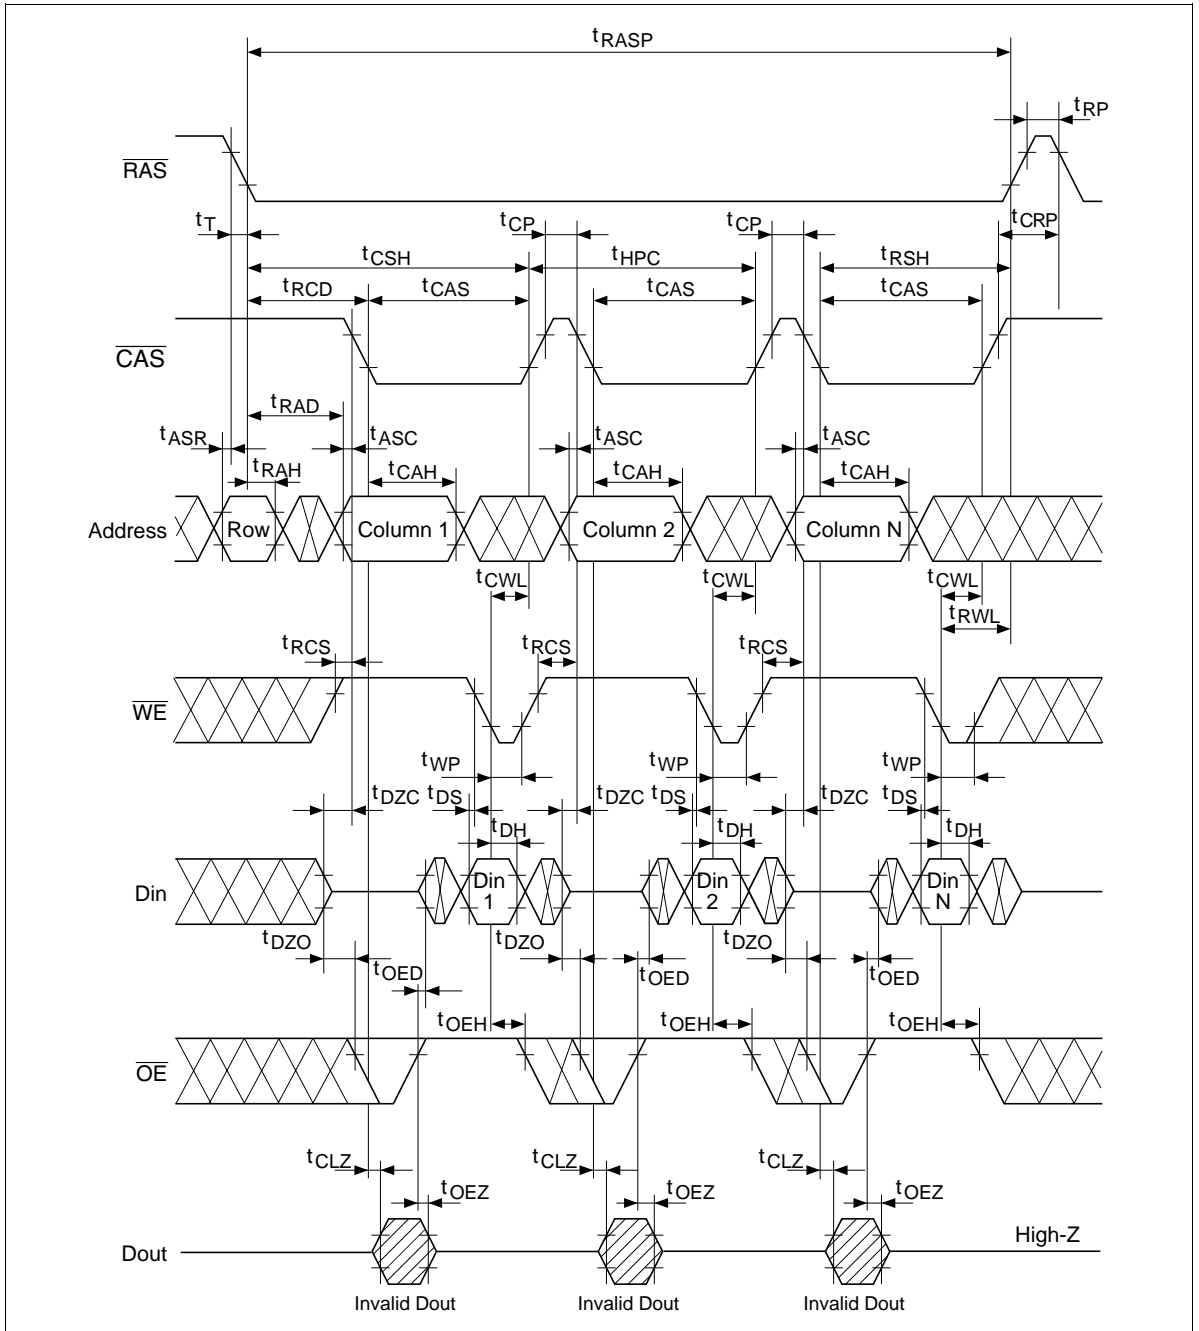 tRASP
tRP
RAS
tT
tCP
tCP
tCRP
tCSH
tHPC
tRSH
tRCD
tCAS
tCAS
tCAS
CAS
tRAD
tASR
tASC
tASC
tASC
tRAH
tCAH
tCAH
tCAH
Address
Row
Column 1
Column 2
Column N
tCWL
tCWL
tCWL
tRWL
tRCS
tRCS
tRCS
WE
tWP
tWP
tWP
tDZC
tDS
tDZC
tDS
tDZC
tDS
tDH
tDH
tDH
Din
Din
1
Din
2
Din
N
tDZO
tDZO
tDZO
tOED
tOED
tOED
tOEH
tOEH
tOEH
OE
tCLZ
tCLZ
tCLZ
tOEZ
tOEZ
tOEZ
Dout
High-Z
Invalid Dout
Invalid Dout
Invalid Dout